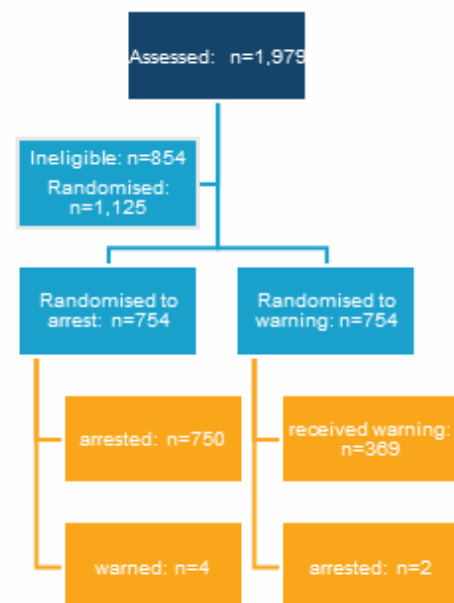 Assessed: n=1,979
Ineligible: n=854
Randomised:
n=1,125
Randomised to
arrest: n=754
Randomised to
warning: n=754
arrested: n=750
received warning:
n=369
warned: n=4
arrested: n=2